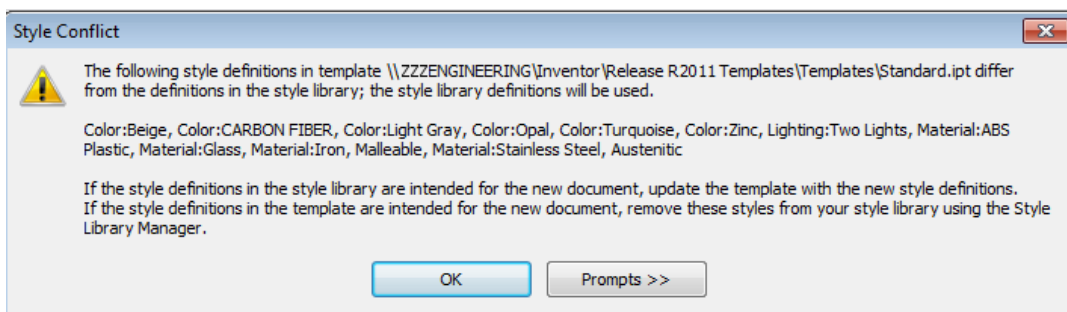 Style Conflict
The following style definitions in template \\ZZZENGINEERING\Inventor\Release R2011 Templates\Templates\Standard.ipt differ
from the definitions in the style library; the style library definitions will be used.
Color:Beige, Color:CARBON FIBER, Color:Light Gray, Color:Opal, Color:Turquoise, Color:Zinc, Lighting:Two Lights, Material:ABS
Plastic, Material:Glass, Material:Iron, Malleable, Material:Stainless Steel, Austenitic
If the style definitions in the style library are intended for the new document, update the template with the new style definitions.
If the style definitions in the template are intended for the new document, remove these styles from your style library using the Style
Library Manager.
OK
Prompts >>